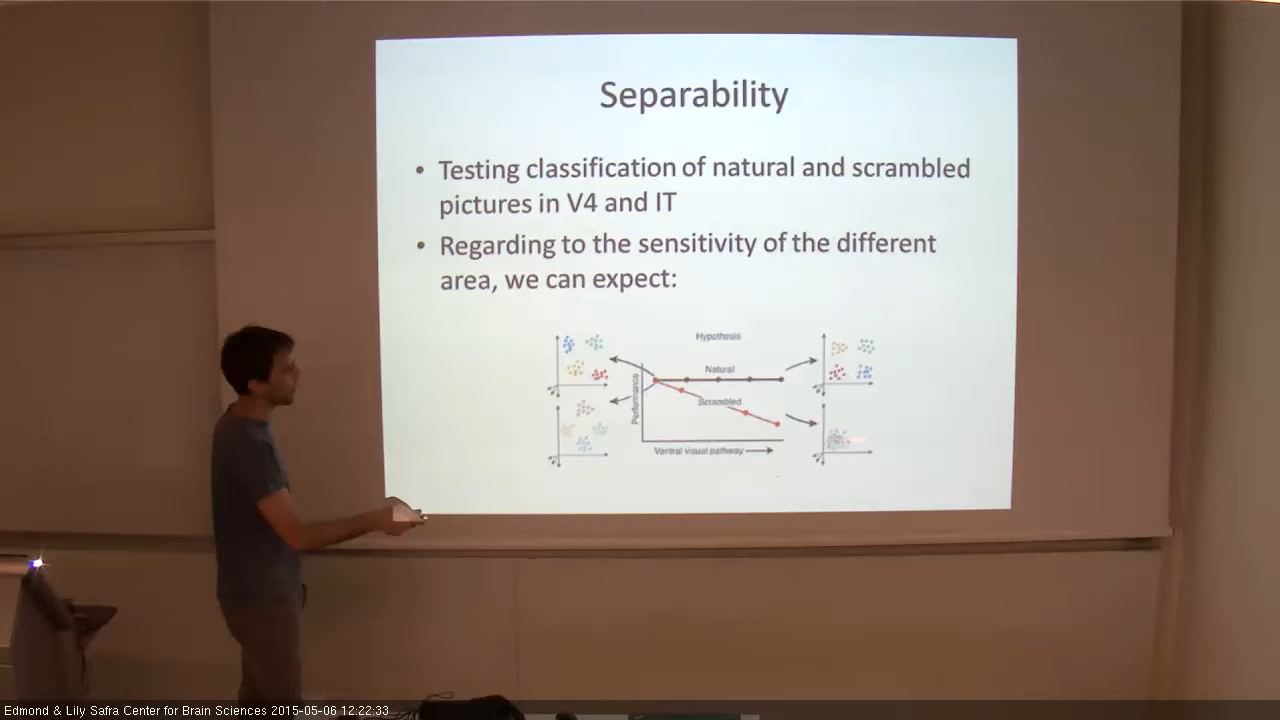 Separability
• Testing classification of natural and scrambled
pictures in V4 and IT
• Regarding to the sensitivity of the different
area, we can expect:
Hypothesis
Natural
Scrambled
Performance
Ventral visual pathway
Edmond & Lily Safra Center for Brain Sciences 2015-05-06 12:22:33